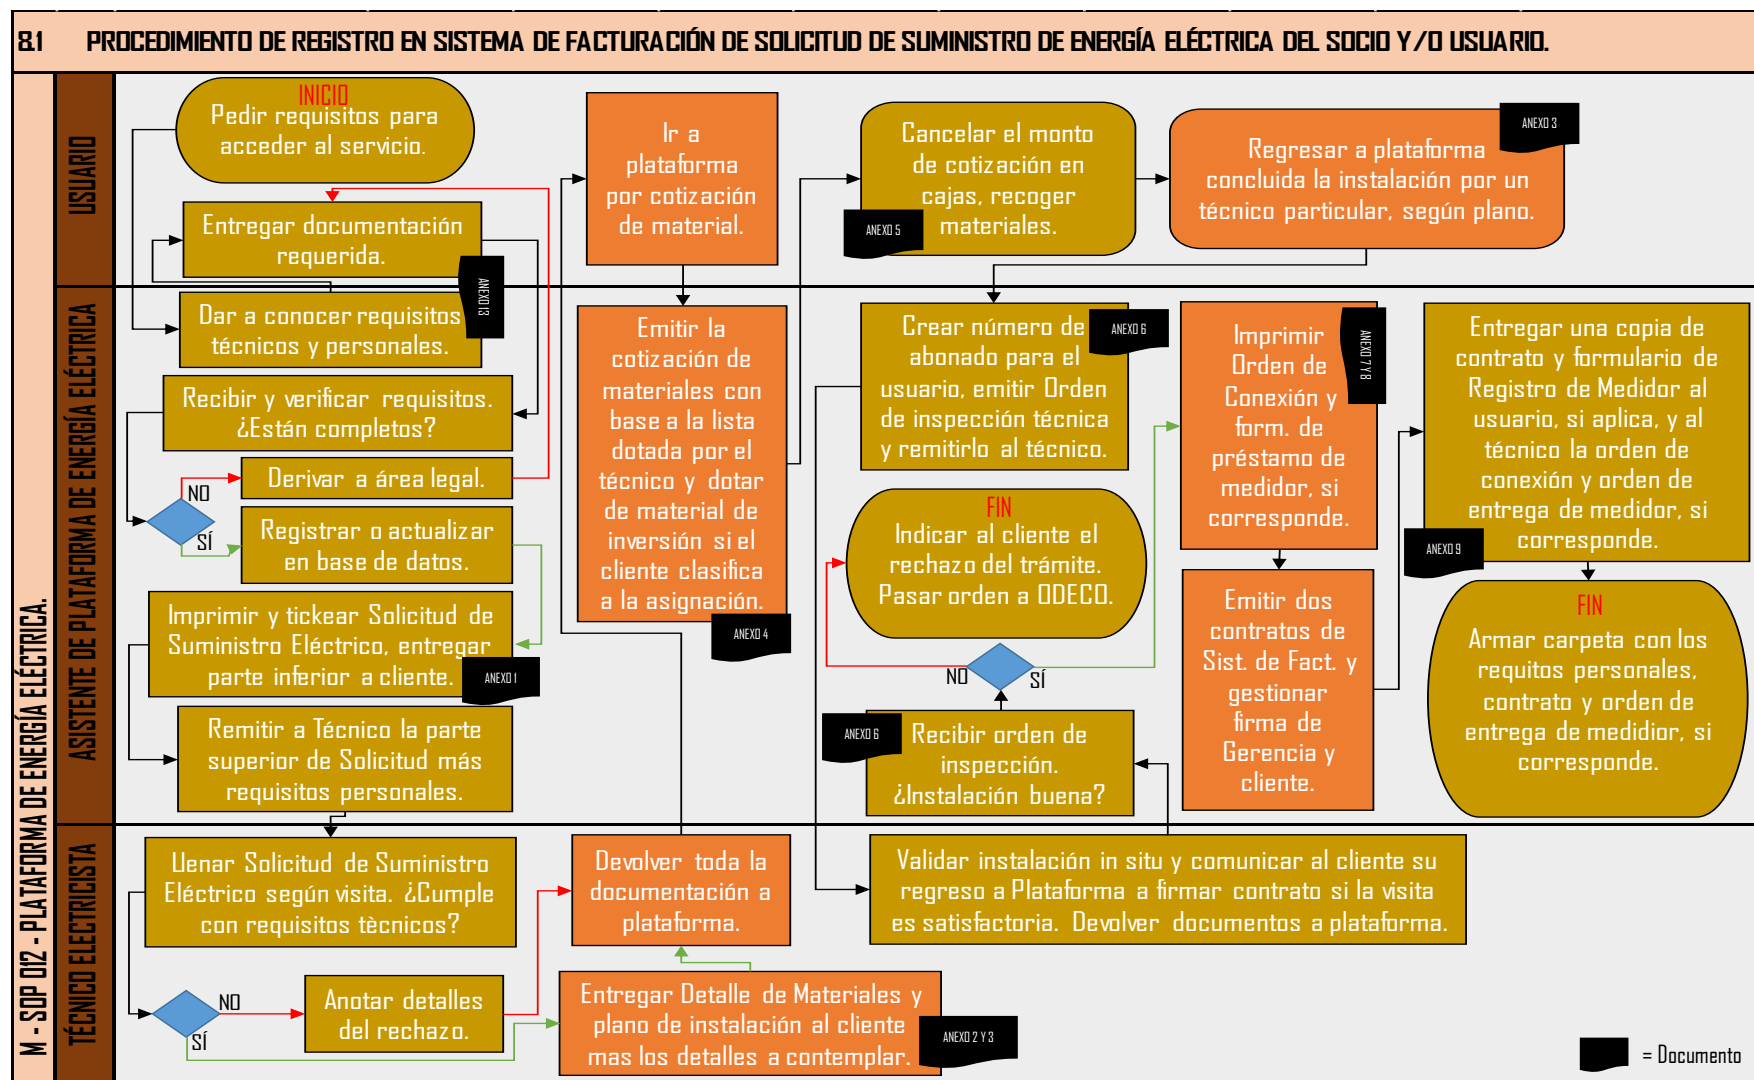 8.1 PROCEDIMIENTO DE REGISTRO EN SISTEMA DE FACTURACIÓN DE SOLICITUD DE SUMINISTRO DE ENERGÍA ELÉCTRICA DEL SOCIO Y/O USUARIO.
M - SOP 012 - PLATAFORMA DE ENERGÍA ELÉCTRICA.
USUARIO
INICIO
Pedir requisitos para
acceder al servicio.
Entregar documentación
requerida.
ANEXO 13
Ir a
plataforma
por cotización
de material.
Cancelar el monto
de cotización en
cajas, recoger
materiales.
ANEXO 5
Regresar a plataforma
concluida la instalación por un
técnico particular, según plano.
ANEXO 3
ASISTENTE DE PLATAFORMA DE ENERGÍA ELÉCTRICA
Dar a conocer requisitos
técnicos y personales.
Recibir y verificar requisitos.
¿Están completos?
NO
Derivar a área legal.
SÍ
Registrar o actualizar
en base de datos.
Imprimir y tickear Solicitud de
Suministro Eléctrico, entregar
parte inferior a cliente.
ANEXO 1
Remitir a Técnico la parte
superior de Solicitud más
requisitos personales.
Emitir la
cotización de
materiales con
base a la lista
dotada por el
técnico y dotar
de material de
inversión si el
cliente clasifica
a la asignación.
ANEXO 4
Crear número de
abonado para el
usuario, emitir Orden
de inspección técnica
y remitirlo al técnico.
ANEXO 6
FIN
Indicar al cliente el
rechazo del trámite.
Pasar orden a ODECO.
NO
SÍ
ANEXO 6
Recibir orden de
inspección.
¿Instalación buena?
Imprimir
Orden de
Conexión y
form. de
préstamo de
medidor, si
corresponde.
ANEXO 7 Y 8
Emitir dos
contratos de
Sist. de Fact. y
gestionar
firma de
Gerencia y
cliente.
Entregar una copia de
contrato y formulario de
Registro de Medidor al
usuario, si aplica, y al
técnico la orden de
conexión y orden de
entrega de medidor, si
corresponde.
ANEXO 9
FIN
Armar carpeta con los
requitos personales,
contrato y orden de
entrega de medidior, si
corresponde.
TÉCNICO ELECTRICISTA
Llenar Solicitud de Suministro
Eléctrico según visita. ¿Cumple
con requisitos tècnicos?
NO
SÍ
Anotar detalles
del rechazo.
Devolver toda la
documentación a
plataforma.
Entregar Detalle de Materiales y
plano de instalación al cliente
mas los detalles a contemplar.
ANEXO 2 Y 3
Validar instalación in situ y comunicar al cliente su
regreso a Plataforma a firmar contrato si la visita
es satisfactoria. Devolver documentos a plataforma.
= Documento